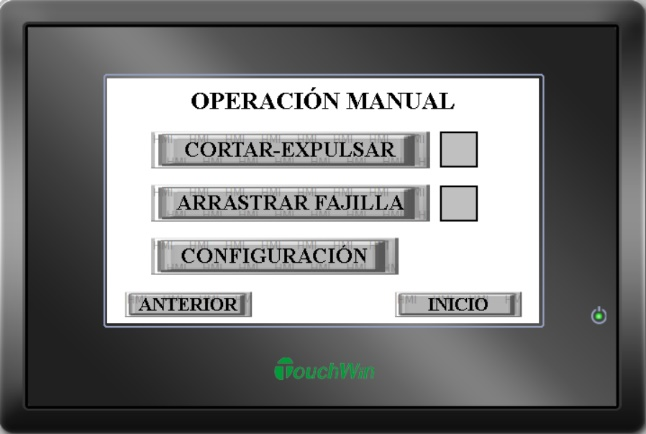 OPERACIÓN MANUAL
CORTAR-EXPULSAR
ARRASTRAR FAJILLA
CONFIGURACIÓN
ANTERIOR
INICIO
TouchWin